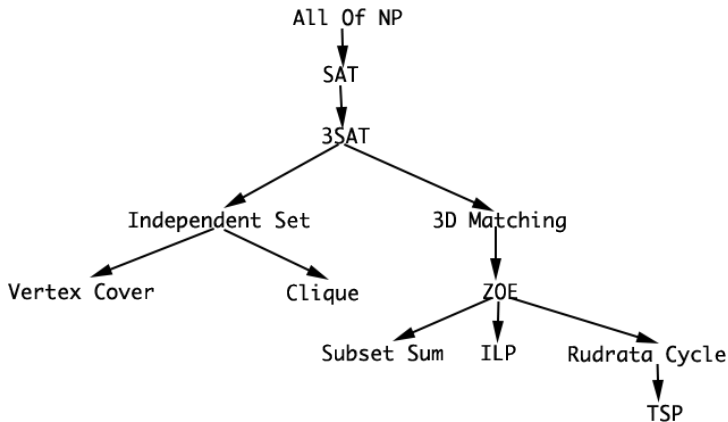 All Of NP
SAT
3SAT
Independent Set
3D Matching
Vertex Cover
Clique
ZOE
Subset Sum
ILP
Rudrata Cycle
TSP